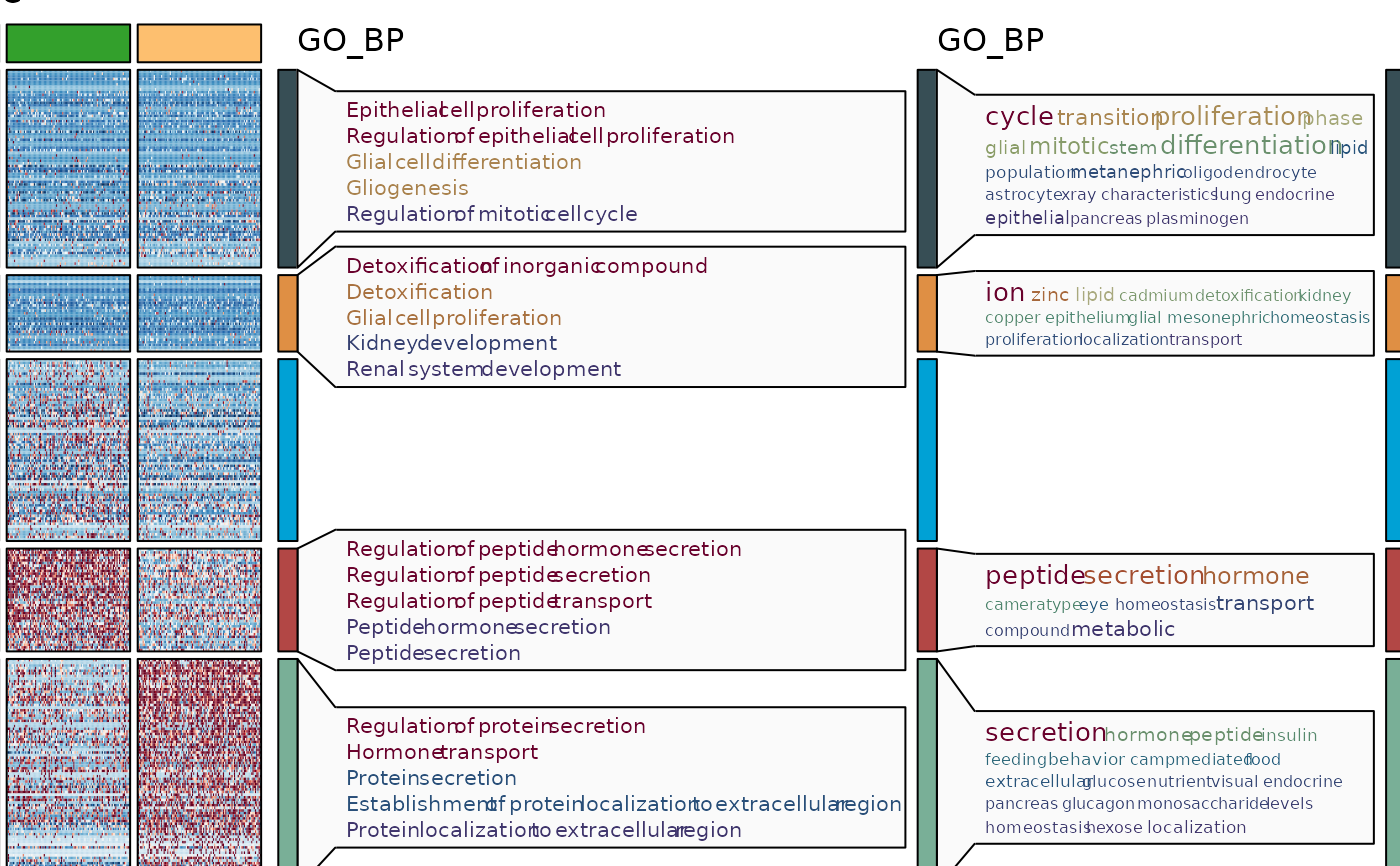 GO_BP
Epithelial cell proliferation
Regulation of epithelial cell proliferation
Glial cell differentiation
Gliogenesis
Regulation of mitotic cell cycle
Detoxification of inorganic compound
Detoxification
Glial cell proliferation
Kidney development
Renal system development
Regulation of peptide hormone secretion
Regulation of peptide secretion
Regulation of peptide transport
Peptide hormone secretion
Peptide secretion
Regulation of protein secretion
Hormone transport
Protein secretion
Establishment of protein localization to extracellular region
Protein localization to extracellular region
GO_BP
cycle transition proliferation phase
glial mitotic stem differentiation lipid
population metanephric oligodendrocyte
astrocyte xray characteristics lung endocrine
epithelial pancreas plasminogen
ion zinc lipid cadmium detoxification kidney
copper epithelium glial mesonephric homeostasis
proliferation localization transport
peptide secretion hormone
cameratype eye homeostasis transport
compound metabolic
secretion hormone peptide insulin
feeding behavior campmediated food
extracellular glucose nutrient visual endocrine
pancreas glucagon monosaccharide levels
homeostasis hexose localization